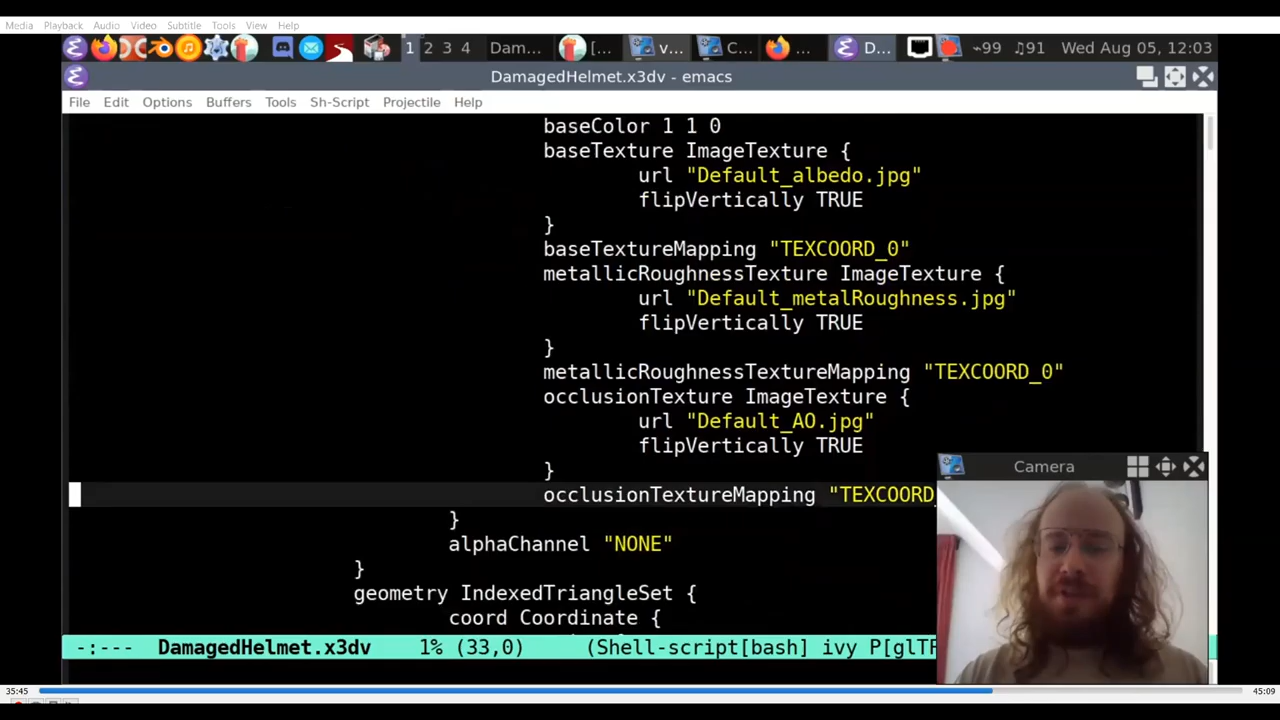 Media Playback Audio Video Subtitle Tools View Help
1 2 3 4 Dam... [... v... C... ... D... ⌁99 ♫91 Wed Aug 05, 12:03
DamagedHelmet.x3dv - emacs
File Edit Options Buffers Tools Sh-Script Projectile Help
baseColor 1 1 0
baseTexture ImageTexture {
url "Default_albedo.jpg"
flipVertically TRUE
}
baseTextureMapping "TEXCOORD_0"
metallicRoughnessTexture ImageTexture {
url "Default_metalRoughness.jpg"
flipVertically TRUE
}
metallicRoughnessTextureMapping "TEXCOORD_0"
occlusionTexture ImageTexture {
url "Default_AO.jpg"
flipVertically TRUE
}
occlusionTextureMapping "TEXCOORD_
}
alphaChannel "NONE"
}
geometry IndexedTriangleSet {
coord Coordinate {
Camera
-:--- DamagedHelmet.x3dv 1% (33,0) (Shell-script[bash] ivy P[glTF
35:45 45:09